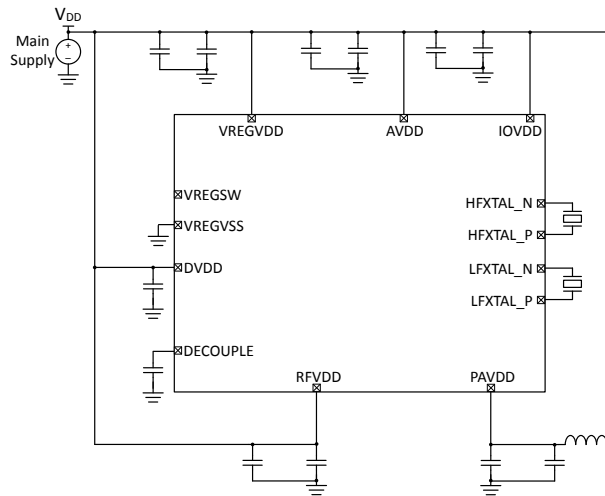 VDD
Main
Supply
+
−
VREGVDD
AVDD
IOVDD
VREGSW
VREGVSS
DVDD
DECOUPLE
HFXTAL_N
HFXTAL_P
LFXTAL_N
LFXTAL_P
RFVDD
PAVDD